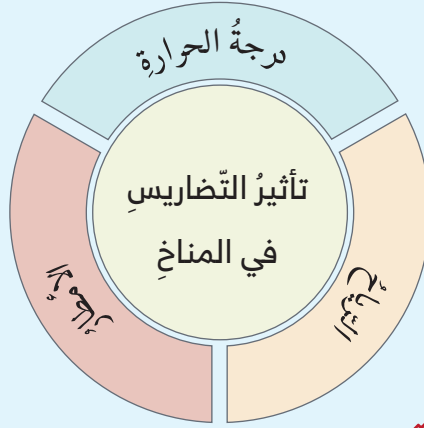 درجةُ الحرارةِ
تأثيرُ التّضاريسِ
في المناخِ
الرّياحُ
الأمطارُ